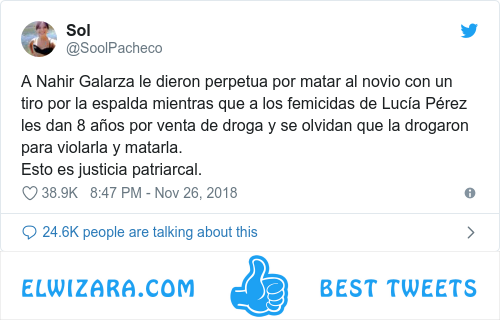 Sol
@SoolPacheco
A Nahir Galarza le dieron perpetua por matar al novio con un
tiro por la espalda mientras que a los femicidas de Lucía Pérez
les dan 8 años por venta de droga y se olvidan que la drogaron
para violarla y matarla.
Esto es justicia patriarcal.
38.9K 8:47 PM - Nov 26, 2018
24.6K people are talking about this
ELWIZARA.COM BEST TWEETS